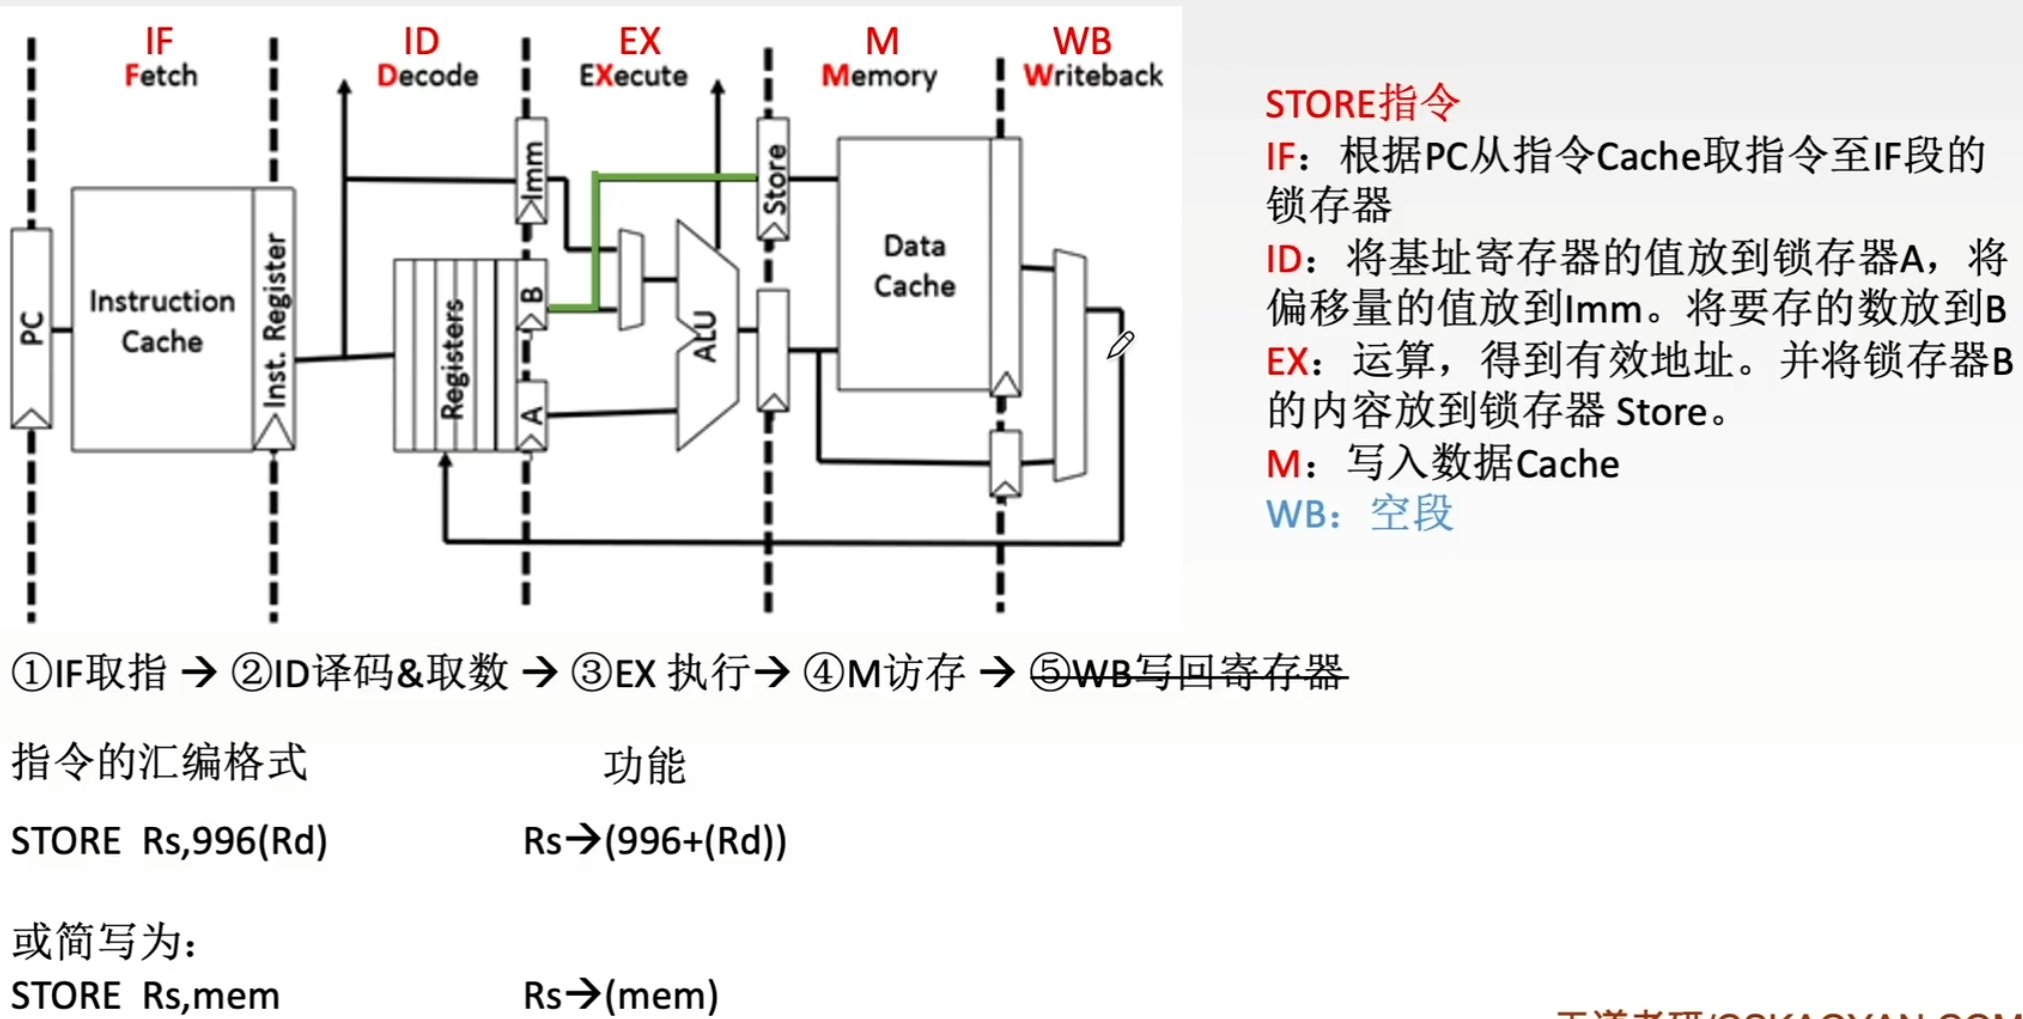 IF
Fetch
ID
Decode
EX
EXecute
M
Memory
WB
Writeback
PC
Instruction
Cache
Inst. Register
Registers
Imm
B
A
ALU
Store
Data
Cache
STORE指令
IF：根据PC从指令Cache取指令至IF段的
锁存器
ID：将基址寄存器的值放到锁存器A，将
偏移量的值放到Imm。将要存的数放到B
EX：运算，得到有效地址。并将锁存器B
的内容放到锁存器 Store。
M：写入数据Cache
WB：空段
①IF取指 → ②ID译码&取数 → ③EX 执行→ ④M访存 → ⑤WB写回寄存器
指令的汇编格式
功能
STORE Rs,996(Rd)
Rs→(996+(Rd))
或简写为：
STORE Rs,mem
Rs→(mem)